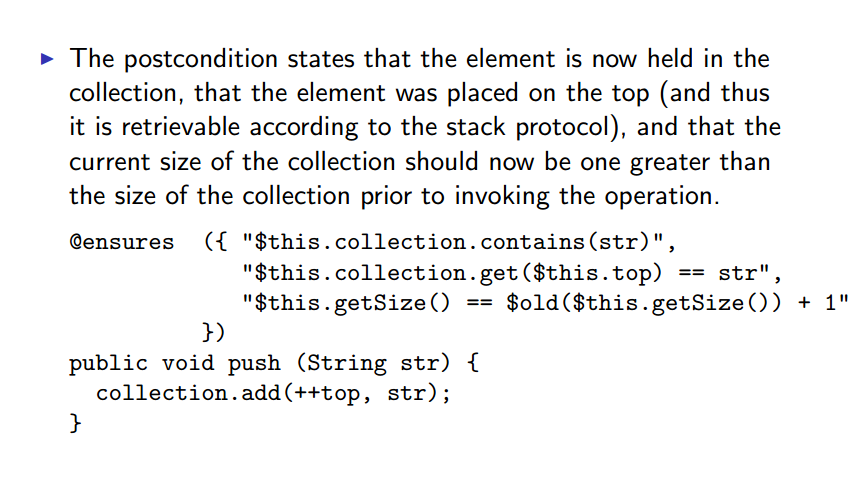 ▶ The postcondition states that the element is now held in the
collection, that the element was placed on the top (and thus
it is retrievable according to the stack protocol), and that the
current size of the collection should now be one greater than
the size of the collection prior to invoking the operation.
@ensures ({ "$this.collection.contains(str)",
"$this.collection.get($this.top) == str",
"$this.getSize() == $old($this.getSize()) + 1"
})
public void push (String str) {
collection.add(++top, str);
}